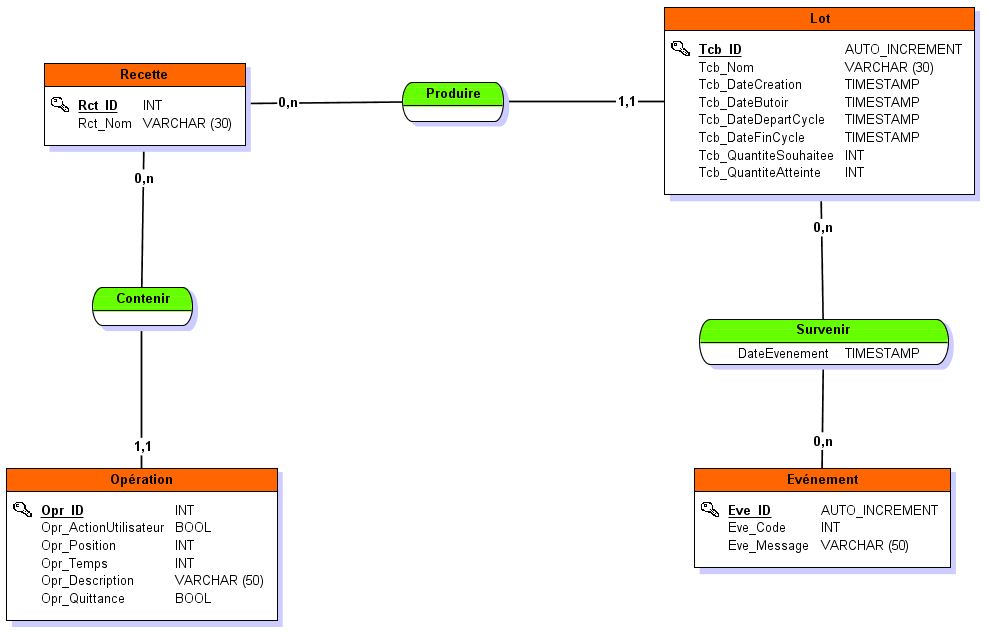 Lot
Tcb_ID AUTO_INCREMENT
Tcb_Nom VARCHAR (30)
Tcb_DateCreation TIMESTAMP
Tcb_DateButoir TIMESTAMP
Tcb_DateDepartCycle TIMESTAMP
Tcb_DateFinCycle TIMESTAMP
Tcb_QuantiteSouhaitee INT
Tcb_QuantiteAtteinte INT
Recette
Rct_ID INT
Rct_Nom VARCHAR (30)
0,n
Produire
1,1
0,n
0,n
Contenir
Survenir
DateEvenement TIMESTAMP
1,1
0,n
Opération
Opr_ID INT
Opr_ActionUtilisateur BOOL
Opr_Position INT
Opr_Temps INT
Opr_Description VARCHAR (50)
Opr_Quittance BOOL
Evénement
Eve_ID AUTO_INCREMENT
Eve_Code INT
Eve_Message VARCHAR (50)